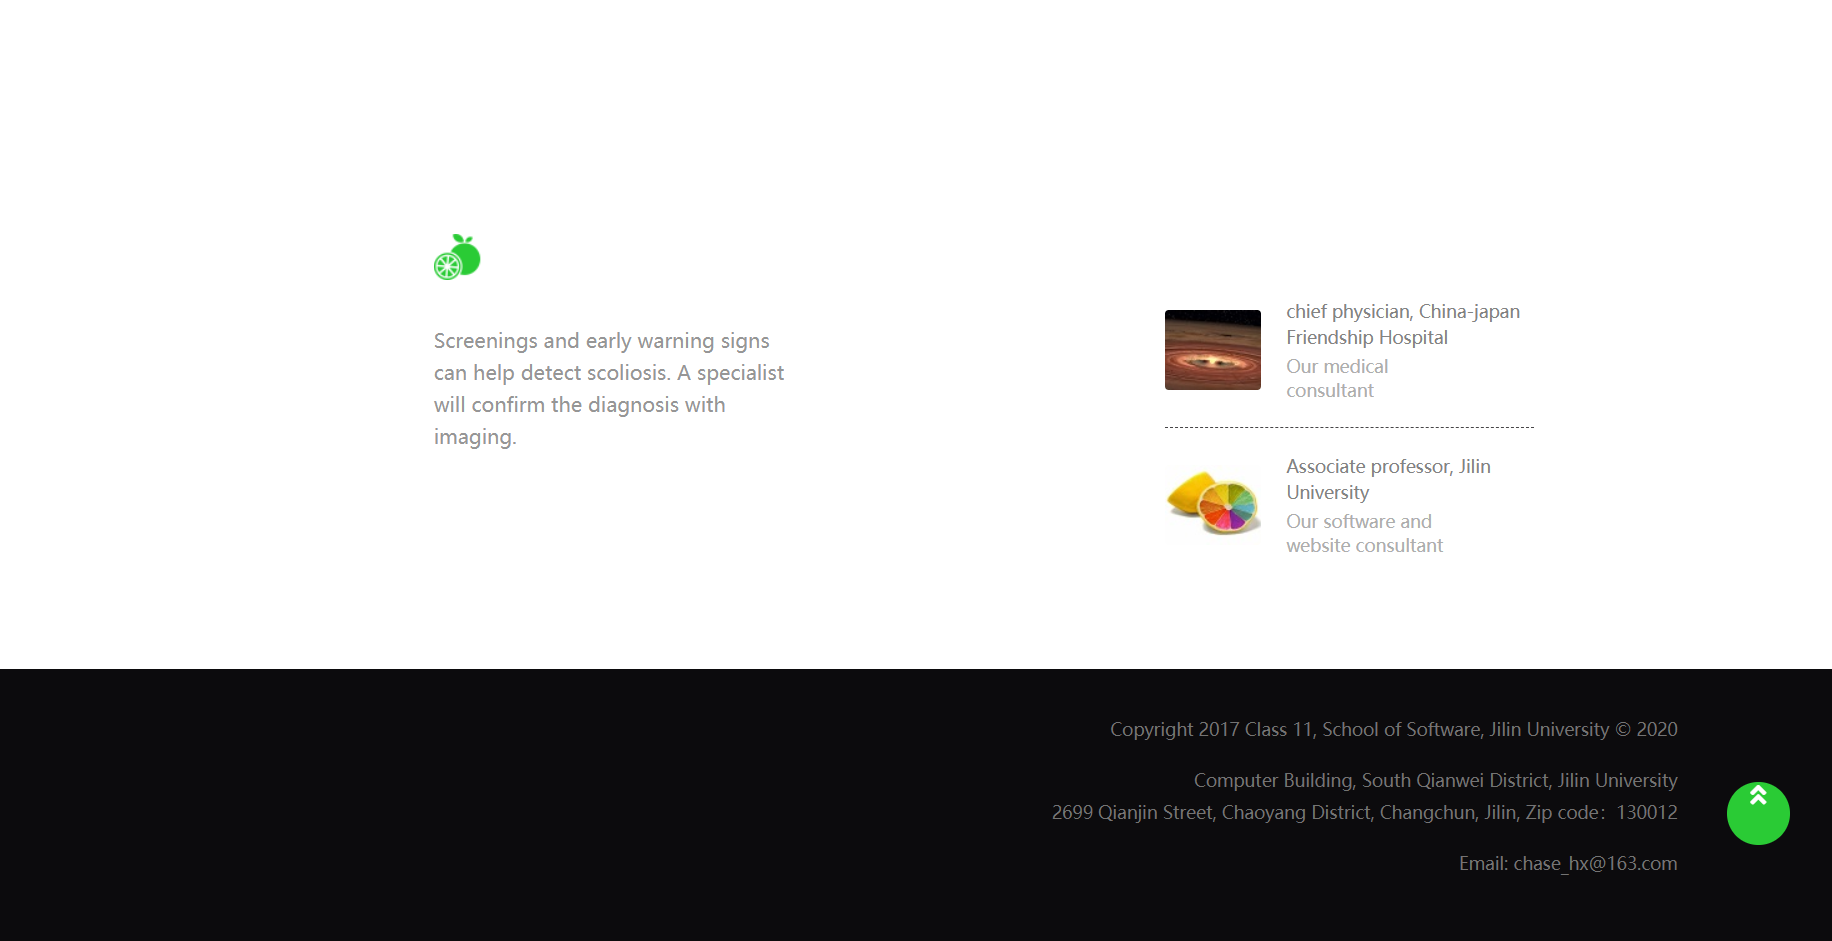 Screenings and early warning signs
can help detect scoliosis. A specialist
will confirm the diagnosis with
imaging.
chief physician, China-japan
Friendship Hospital
Our medical
consultant
Associate professor, Jilin
University
Our software and
website consultant
Copyright 2017 Class 11, School of Software, Jilin University © 2020
Computer Building, South Qianwei District, Jilin University
2699 Qianjin Street, Chaoyang District, Changchun, Jilin, Zip code：130012
Email: chase_hx@163.com